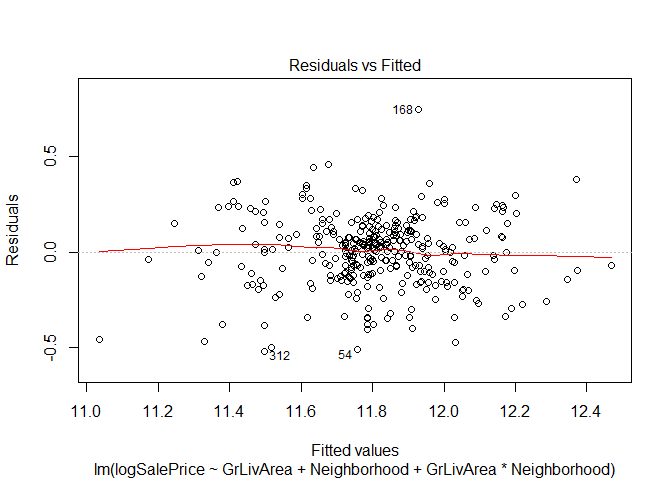 Residuals vs Fitted
Residuals
0.5
0.0
-0.5
168
312
54
11.0 11.2 11.4 11.6 11.8 12.0 12.2 12.4
Fitted values
lm(logSalePrice ~ GrLivArea + Neighborhood + GrLivArea * Neighborhood)